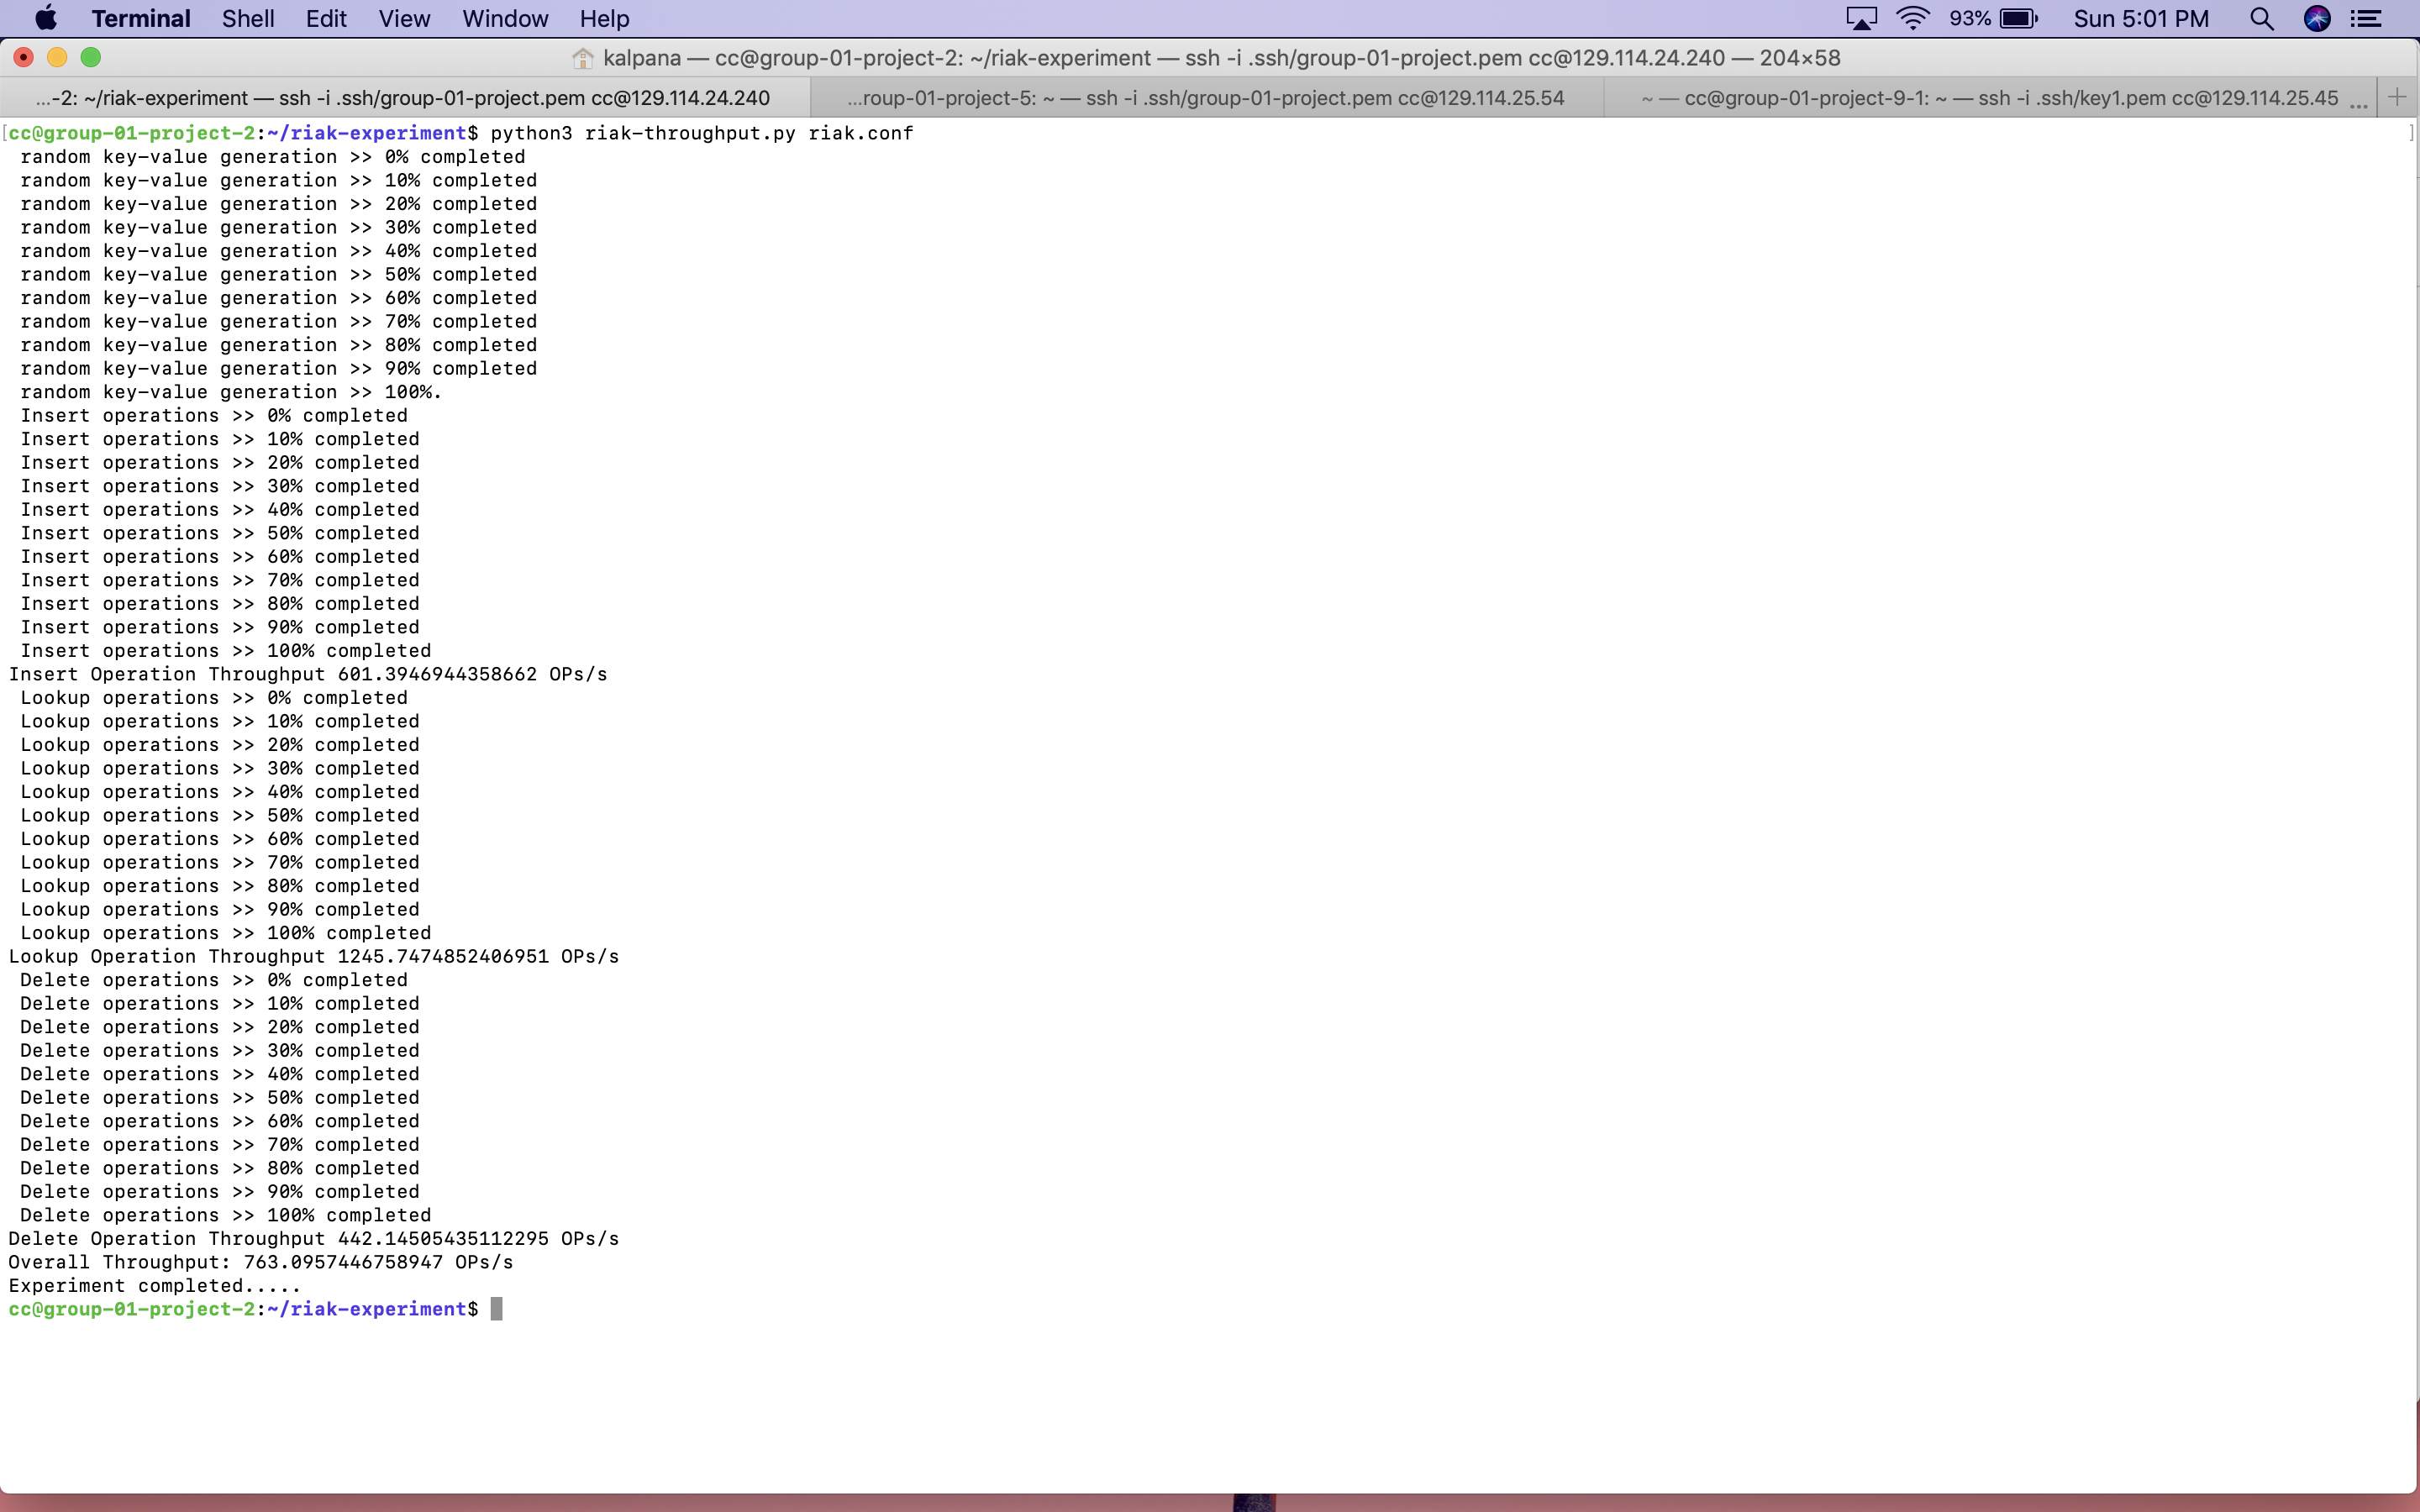 Terminal Shell Edit View Window Help 93% Sun 5:01 PM
kalpana — cc@group-01-project-2: ~/riak-experiment — ssh -i .ssh/group-01-project.pem cc@129.114.24.240 — 204×58
...-2: ~/riak-experiment — ssh -i .ssh/group-01-project.pem cc@129.114.24.240 ...roup-01-project-5: ~ — ssh -i .ssh/group-01-project.pem cc@129.114.25.54 ~ — cc@group-01-project-9-1: ~ — ssh -i .ssh/key1.pem cc@129.114.25.45 ... +
[cc@group-01-project-2:~/riak-experiment$ python3 riak-throughput.py riak.conf ]
random key-value generation >> 0% completed
random key-value generation >> 10% completed
random key-value generation >> 20% completed
random key-value generation >> 30% completed
random key-value generation >> 40% completed
random key-value generation >> 50% completed
random key-value generation >> 60% completed
random key-value generation >> 70% completed
random key-value generation >> 80% completed
random key-value generation >> 90% completed
random key-value generation >> 100%.
Insert operations >> 0% completed
Insert operations >> 10% completed
Insert operations >> 20% completed
Insert operations >> 30% completed
Insert operations >> 40% completed
Insert operations >> 50% completed
Insert operations >> 60% completed
Insert operations >> 70% completed
Insert operations >> 80% completed
Insert operations >> 90% completed
Insert operations >> 100% completed
Insert Operation Throughput 601.3946944358662 OPs/s
Lookup operations >> 0% completed
Lookup operations >> 10% completed
Lookup operations >> 20% completed
Lookup operations >> 30% completed
Lookup operations >> 40% completed
Lookup operations >> 50% completed
Lookup operations >> 60% completed
Lookup operations >> 70% completed
Lookup operations >> 80% completed
Lookup operations >> 90% completed
Lookup operations >> 100% completed
Lookup Operation Throughput 1245.7474852406951 OPs/s
Delete operations >> 0% completed
Delete operations >> 10% completed
Delete operations >> 20% completed
Delete operations >> 30% completed
Delete operations >> 40% completed
Delete operations >> 50% completed
Delete operations >> 60% completed
Delete operations >> 70% completed
Delete operations >> 80% completed
Delete operations >> 90% completed
Delete operations >> 100% completed
Delete Operation Throughput 442.14505435112295 OPs/s
Overall Throughput: 763.0957446758947 OPs/s
Experiment completed.....
cc@group-01-project-2:~/riak-experiment$